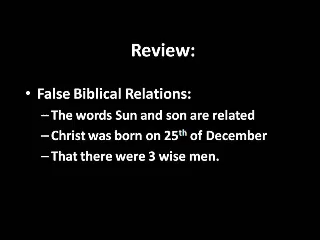 Review:
• False Biblical Relations:
–The words Sun and son are related
–Christ was born on 25th of December
–That there were 3 wise men.